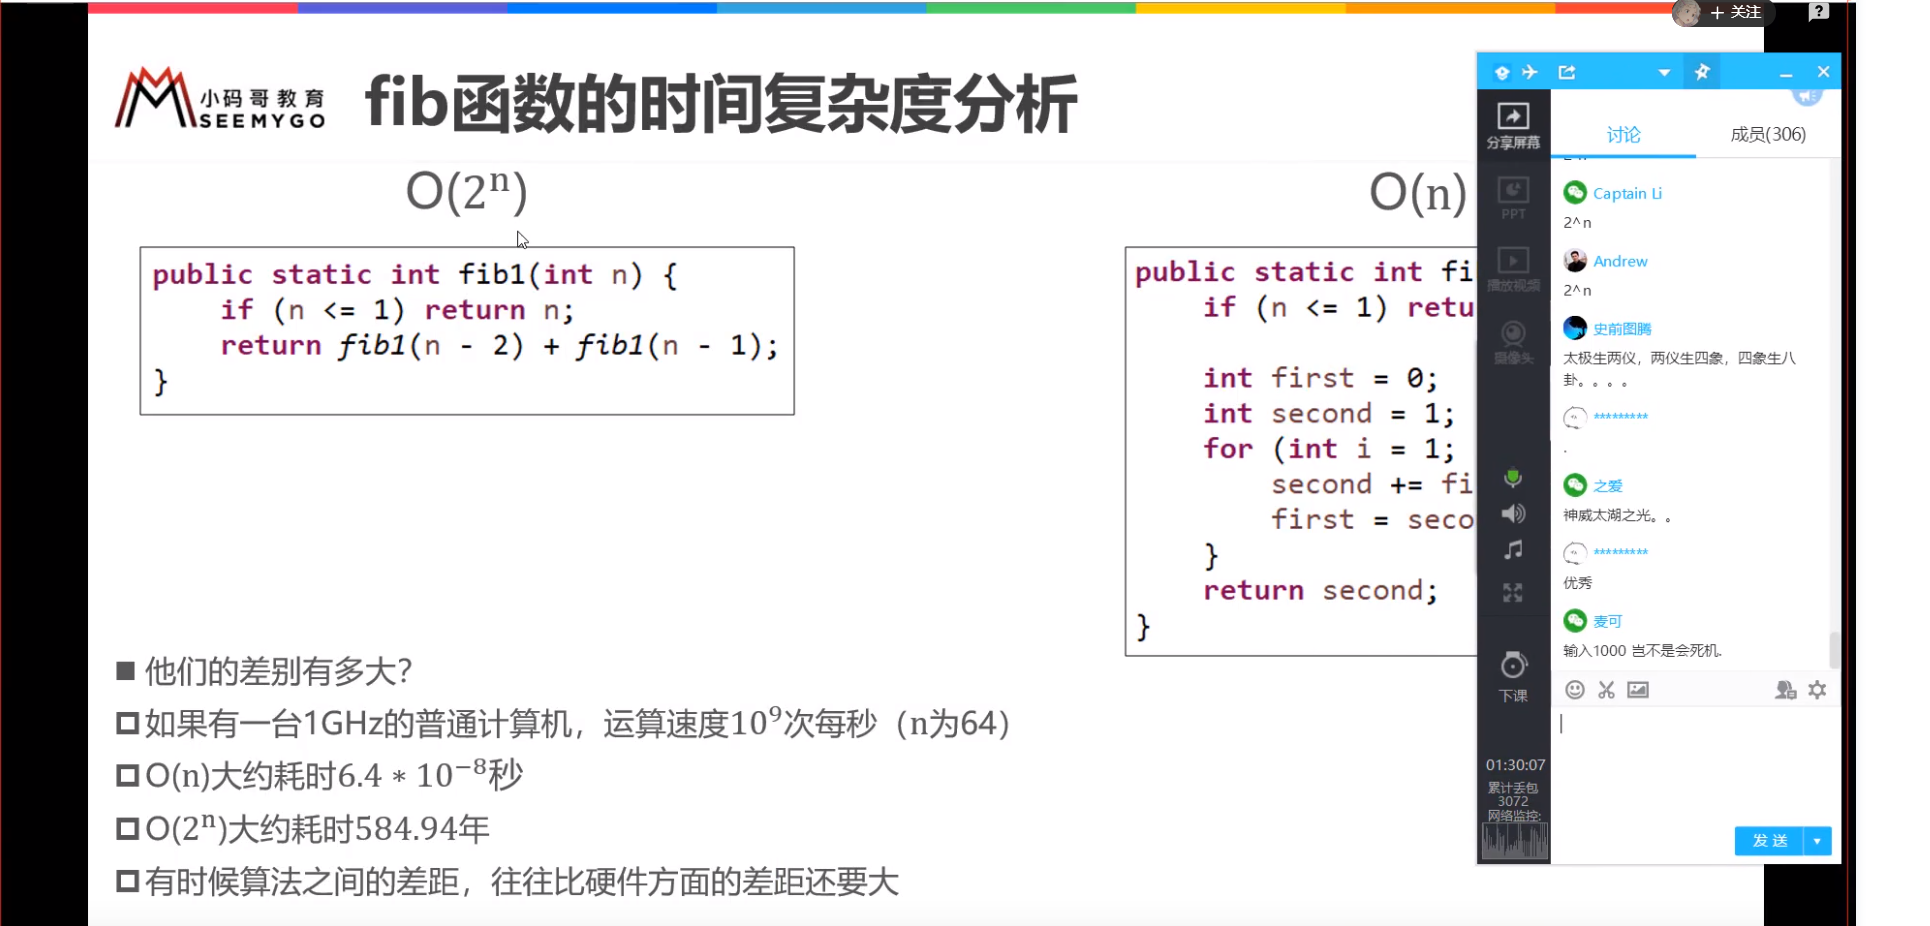 + 关注
小码哥教育
SEEMYGO
fib函数的时间复杂度分析
O(2ⁿ)
public static int fib1(int n) {
if (n <= 1) return n;
return fib1(n - 2) + fib1(n - 1);
}
O(n)
public static int fi
if (n <= 1) retu
int first = 0;
int second = 1;
for (int i = 1;
second += fi
first = seco
}
return second;
}
■ 他们的差别有多大？
如果有一台1GHz的普通计算机，运算速度10⁹次每秒（n为64）
O(n)大约耗时6.4 ∗ 10⁻⁸秒
O(2ⁿ)大约耗时584.94年
有时候算法之间的差距，往往比硬件方面的差距还要大
分享屏幕
PPT
播放视频
摄像头
下课
01:30:07
累计丢包
3072
网络监控:
讨论
成员(306)
Captain Li
2^n
Andrew
2^n
史前图腾
太极生两仪，两仪生四象，四象生八
卦。。。。
*********
.
之爱
神威太湖之光。。
*********
优秀
麦可
输入1000 岂不是会死机.
发送